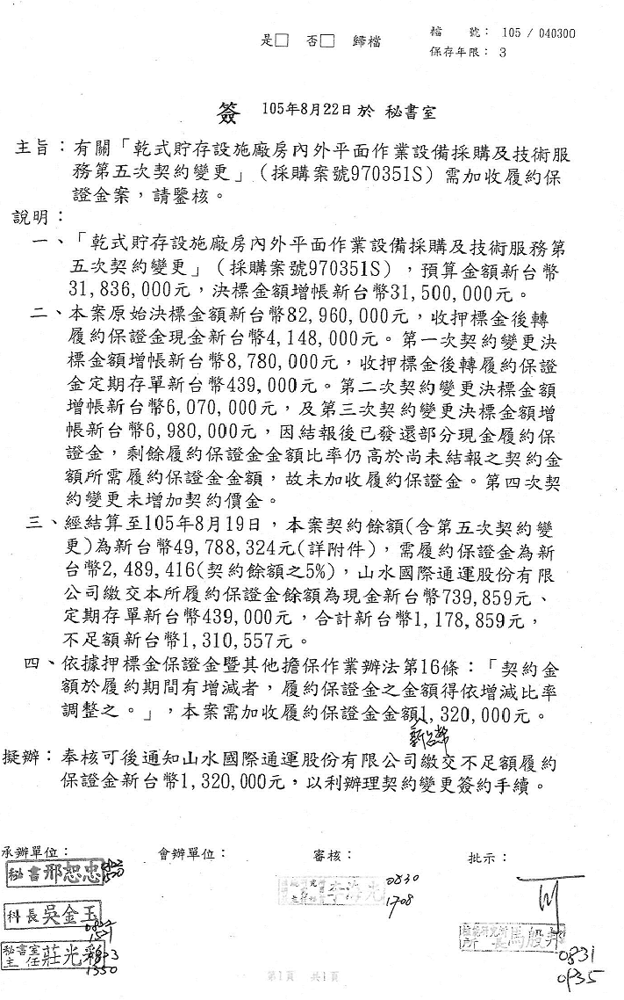 是□ 否□ 歸檔
檔 號： 105 / 040300
保存年限： 3
簽 105年8月22日於 秘書室
主旨：有關「乾式貯存設施廠房內外平面作業設備採購及技術服
務第五次契約變更」（採購案號970351S）需加收履約保
證金案，請鑒核。
說明：
一、「乾式貯存設施廠房內外平面作業設備採購及技術服務第
五次契約變更」（採購案號970351S），預算金額新台幣
31,836,000元，決標金額增帳新台幣31,500,000元。
二、本案原始決標金額新台幣82,960,000元，收押標金後轉
履約保證金現金新台幣4,148,000元。第一次契約變更決
標金額增帳新台幣8,780,000元，收押標金後轉履約保證
金定期存單新台幣439,000元。第二次契約變更決標金額
增帳新台幣6,070,000元，及第三次契約變更決標金額增
帳新台幣6,980,000元，因結報後已發還部分現金履約保
證金，剩餘履約保證金金額比率仍高於尚未結報之契約金
額所需履約保證金金額，故未加收履約保證金。第四次契
約變更未增加契約價金。
三、經結算至105年8月19日，本案契約餘額(含第五次契約變
更)為新台幣49,788,324元(詳附件)，需履約保證金為新
台幣2,489,416(契約餘額之5%)，山水國際通運股份有限
公司繳交本所履約保證金餘額為現金新台幣739,859元、
定期存單新台幣439,000元，合計新台幣1,178,859元，
不足額新台幣1,310,557元。
四、依據押標金保證金暨其他擔保作業辦法第16條：「契約金
額於履約期間有增減者，履約保證金之金額得依增減比率
調整之。」，本案需加收履約保證金金額1,320,000元。
新台幣
擬辦：奉核可後通知山水國際通運股份有限公司繳交不足額履約
保證金新台幣1,320,000元，以利辦理契約變更簽約手續。
承辦單位： 會辦單位： 審核： 批示：
秘書邢恕忠
0830
1708
可
科長吳金玉
秘書室
主任莊光彩
1350
0831
0935
第1頁 共1頁